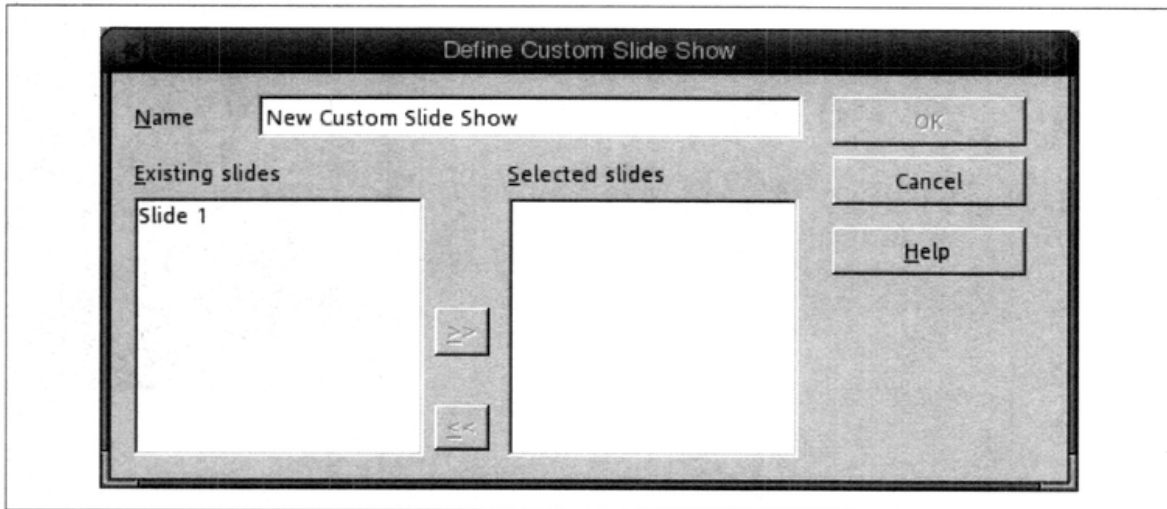 Define Custom Slide Show
Name New Custom Slide Show
OK
Existing slides
Selected slides
Cancel
Slide 1
Help
>>
<<